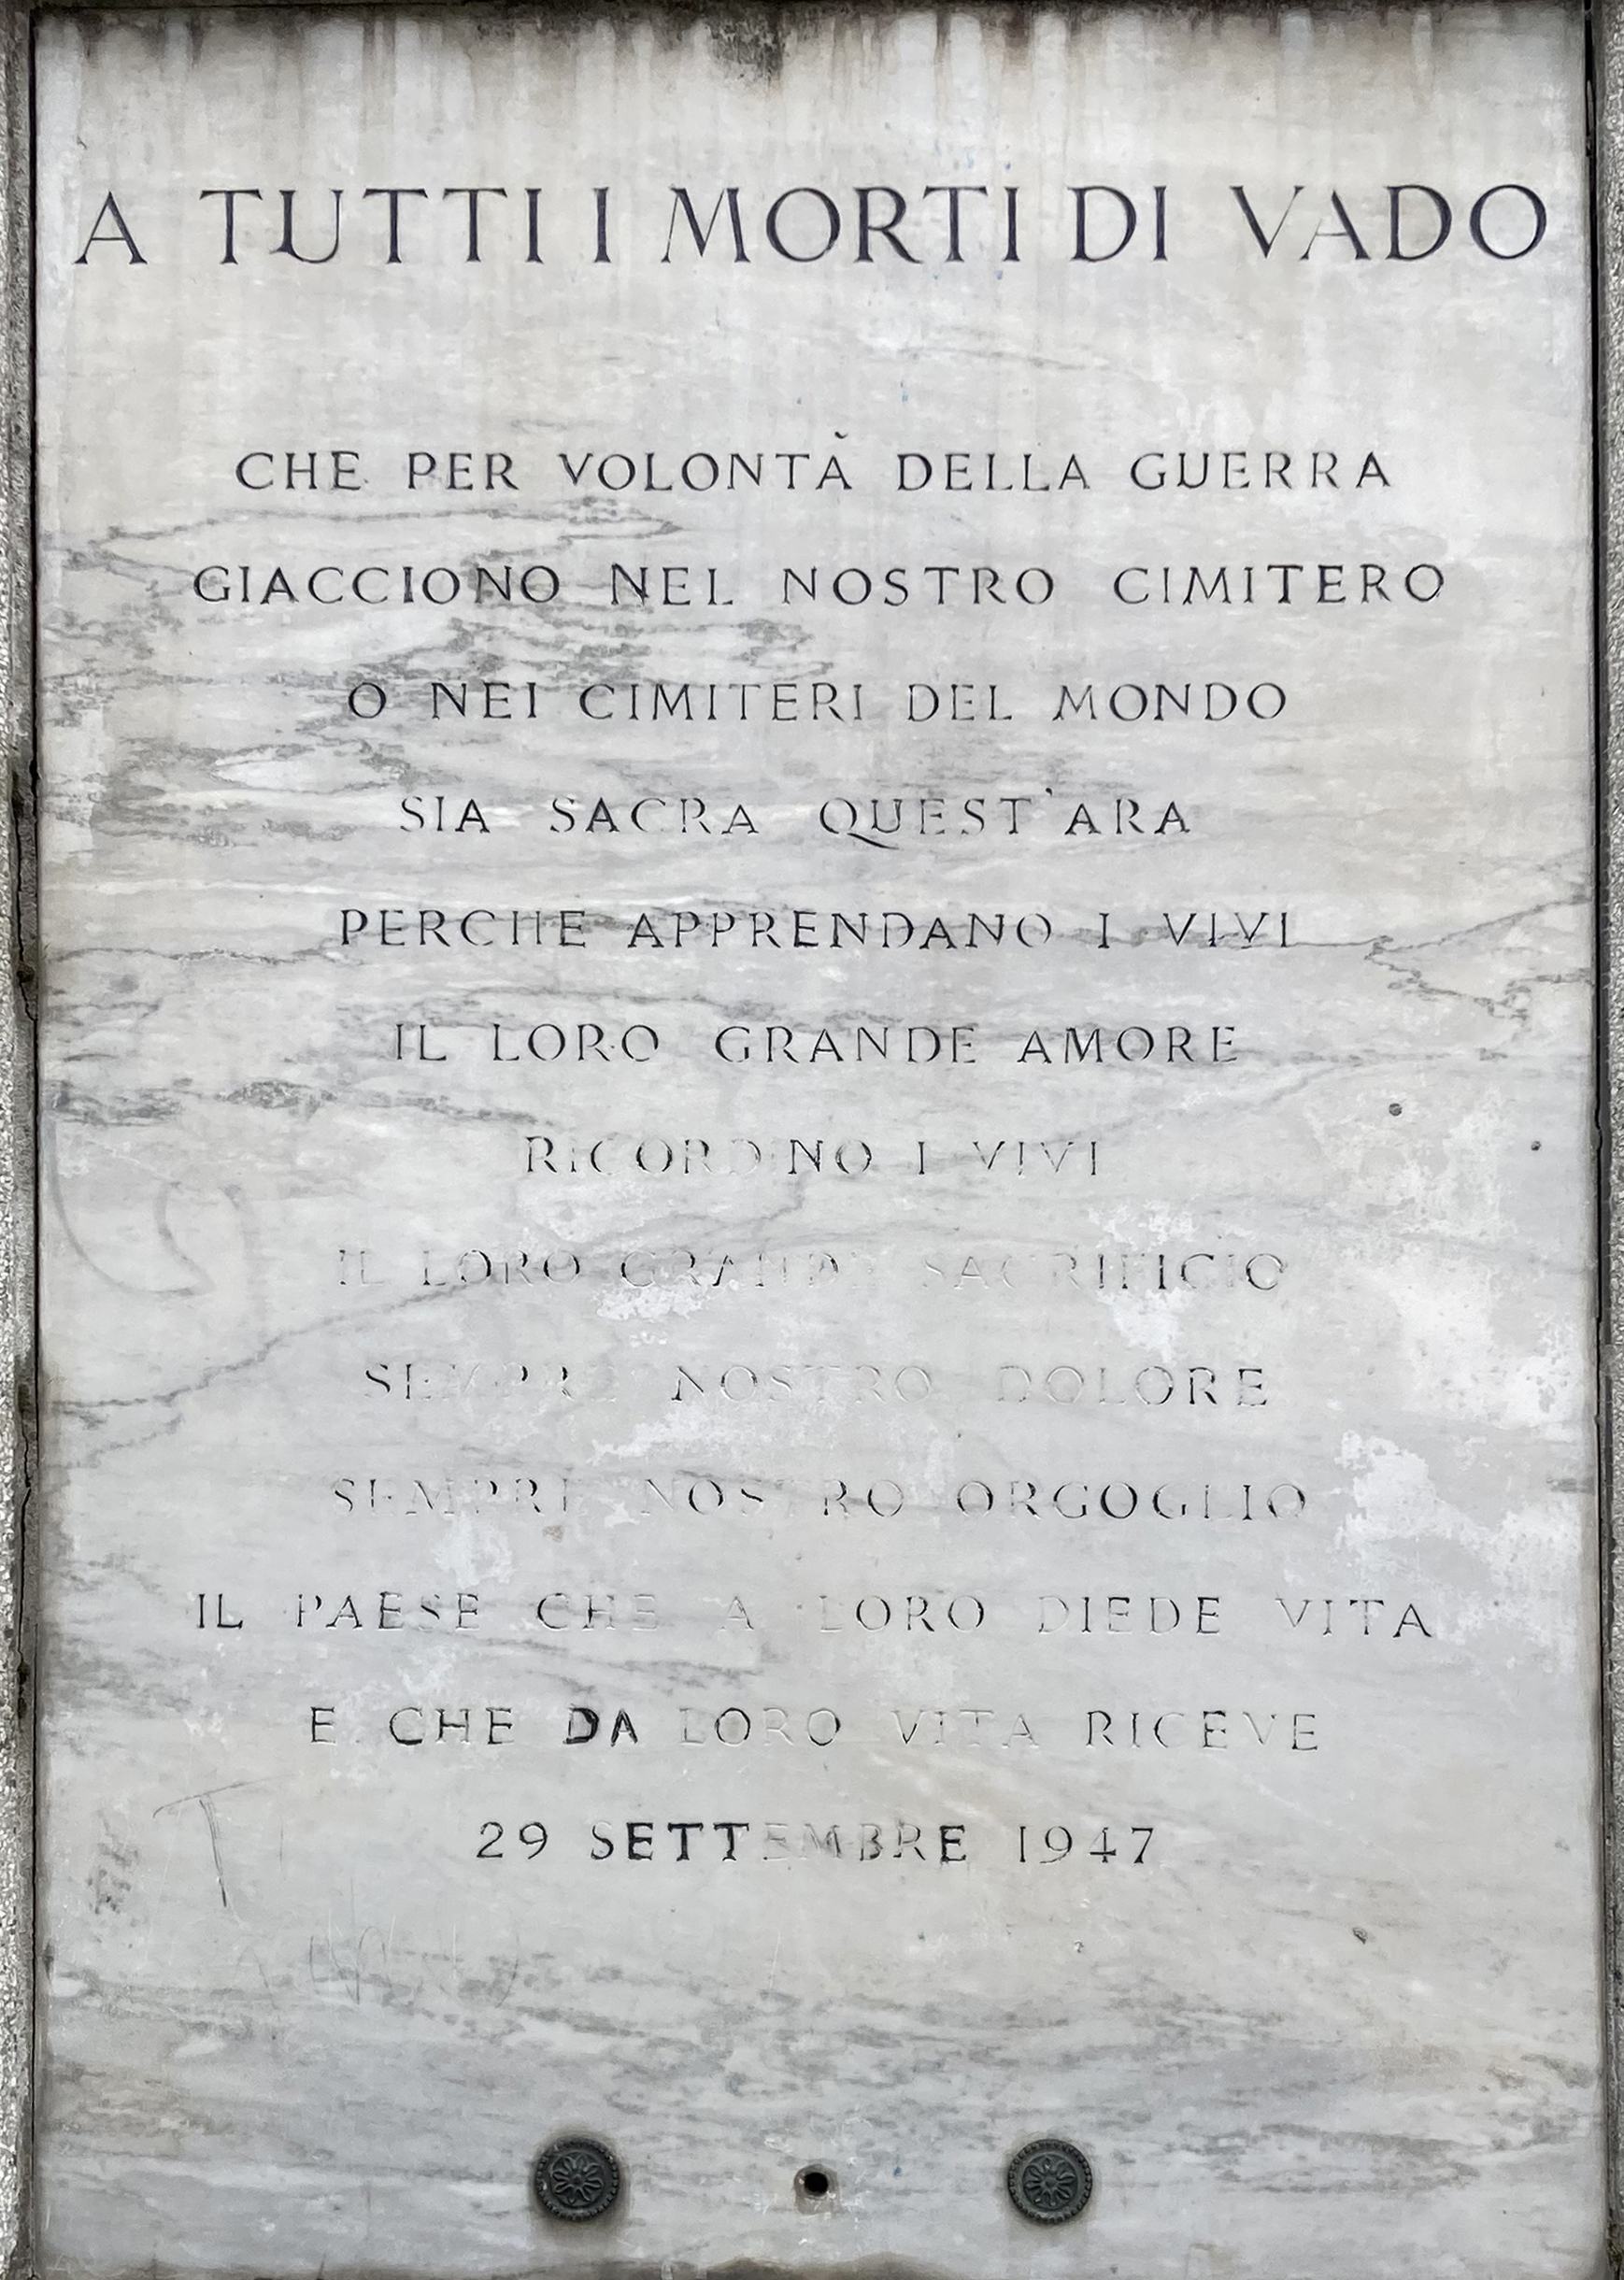 A TUTTI I MORTI DI VADO
CHE PER VOLONTÀ DELLA GUERRA
GIACCIONO NEL NOSTRO CIMITERO
O NEI CIMITERI DEL MONDO
SIA SACRA QUEST'ARA
PERCHE APPRENDANO I VIVI
IL LORO GRANDE AMORE
RICORDINO I VIVI
IL LORO GRANDE SACRIFICIO
SEMPRE NOSTRO DOLORE
SEMPRE NOSTRO ORGOGLIO
IL PAESE CHE A LORO DIEDE VITA
E CHE DA LORO VITA RICEVE
29 SETTEMBRE 1947